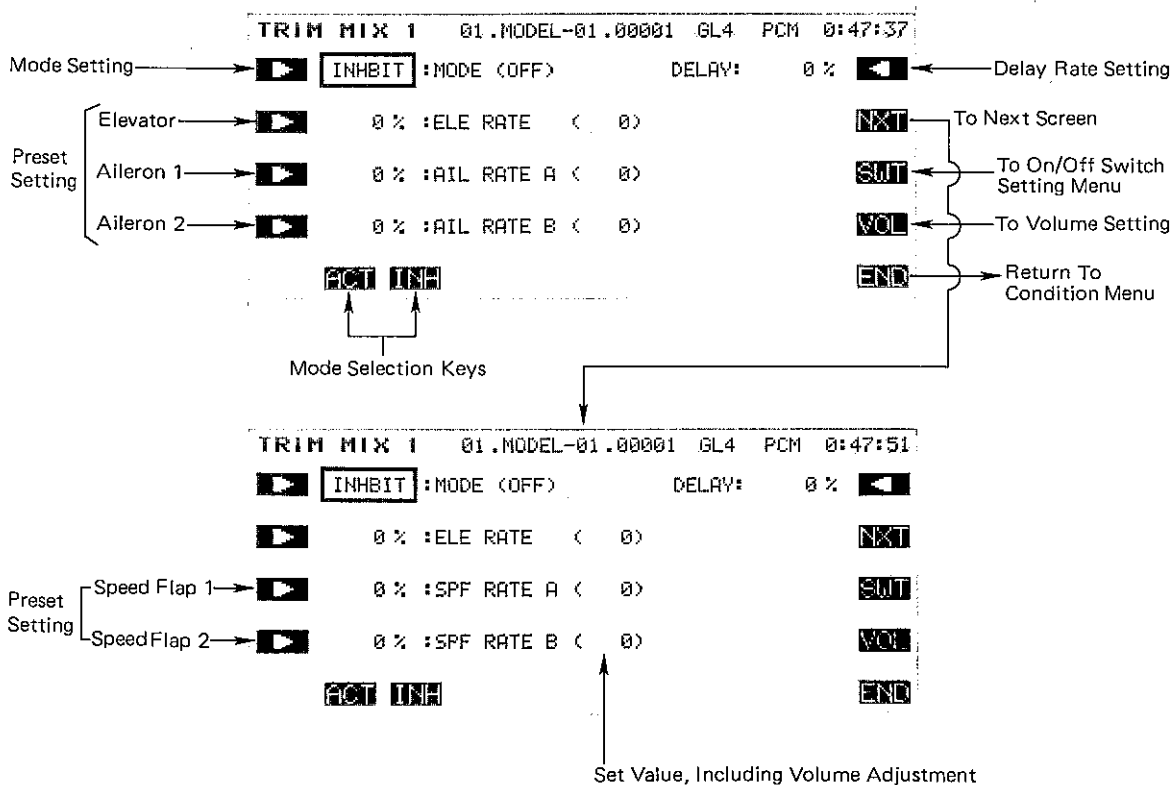 TRIM MIX 1 01.MODEL-01.00001 GL4 PCM 0:47:37
Mode Setting INHBIT :MODE (OFF) DELAY: 0 % Delay Rate Setting
Elevator 0 % :ELE RATE ( 0) NXT To Next Screen
Preset
Setting
Aileron 1 0 % :AIL RATE A ( 0) SWT To On/Off Switch
Setting Menu
Aileron 2 0 % :AIL RATE B ( 0) VOL To Volume Setting
ACT INH END Return To
Condition Menu
Mode Selection Keys
TRIM MIX 1 01.MODEL-01.00001 GL4 PCM 0:47:51
INHBIT :MODE (OFF) DELAY: 0 %
0 % :ELE RATE ( 0) NXT
Preset
Setting
Speed Flap 1 0 % :SPF RATE A ( 0) SWT
Speed Flap 2 0 % :SPF RATE B ( 0) VOL
ACT INH END
Set Value, Including Volume Adjustment